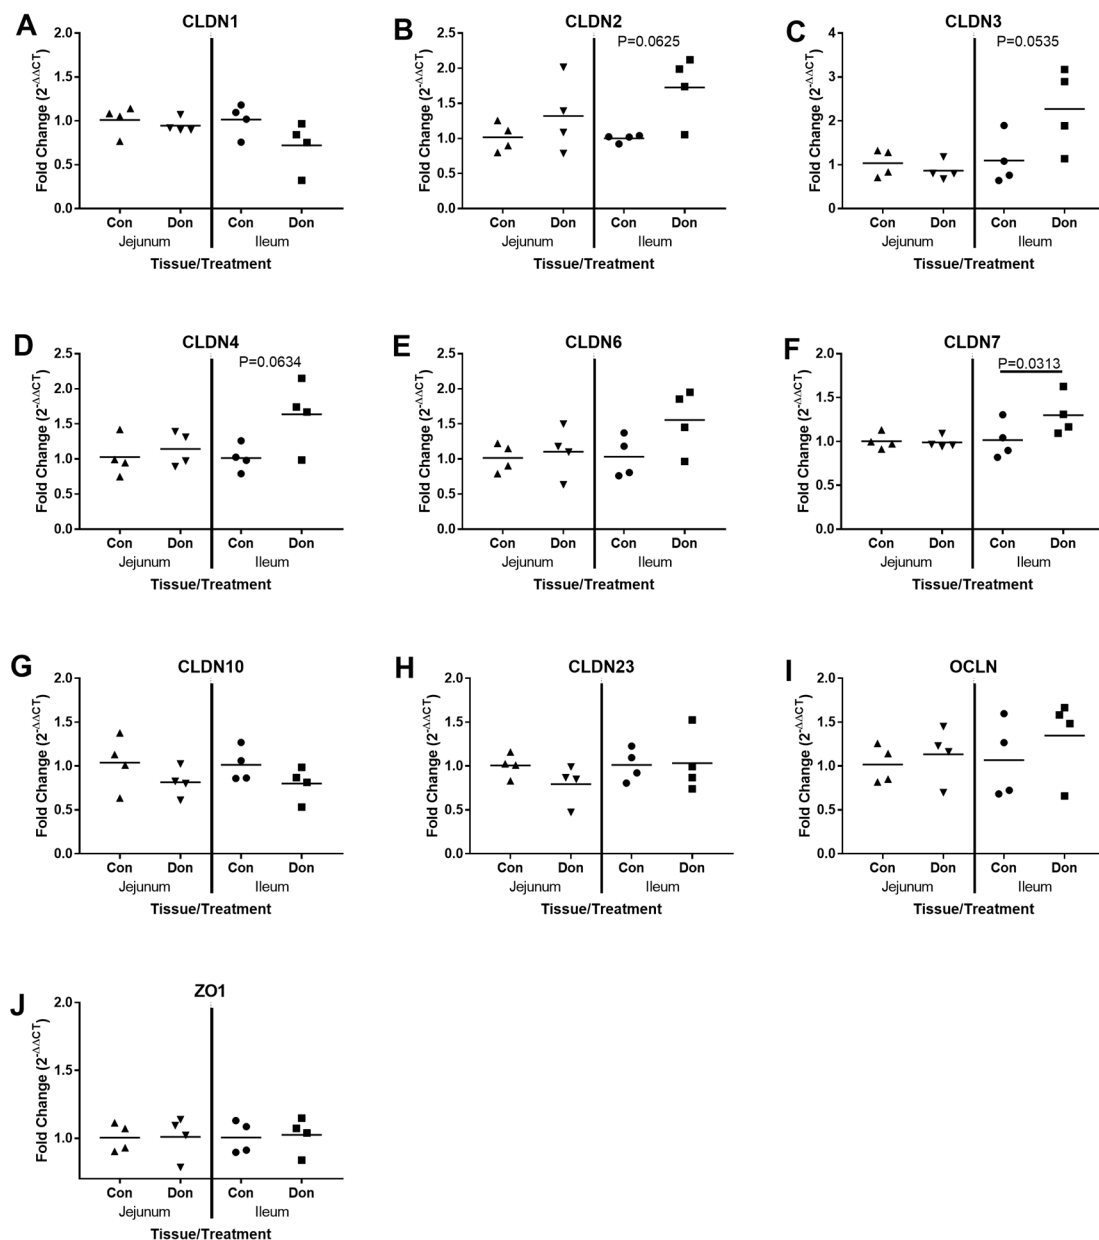 A
CLDN1
Fold Change (2-ΔΔCT)
2.0
1.5
1.0
0.5
0.0
Con Don Con Don
Jejunum Ileum
Tissue/Treatment
B
CLDN2
P=0.0625
Fold Change (2-ΔΔCT)
2.5
2.0
1.5
1.0
0.5
0.0
Con Don Con Don
Jejunum Ileum
Tissue/Treatment
C
CLDN3
P=0.0535
Fold Change (2-ΔΔCT)
4
3
2
1
0
Con Don Con Don
Jejunum Ileum
Tissue/Treatment
D
CLDN4
P=0.0634
Fold Change (2-ΔΔCT)
2.5
2.0
1.5
1.0
0.5
0.0
Con Don Con Don
Jejunum Ileum
Tissue/Treatment
E
CLDN6
Fold Change (2-ΔΔCT)
2.5
2.0
1.5
1.0
0.5
0.0
Con Don Con Don
Jejunum Ileum
Tissue/Treatment
F
CLDN7
P=0.0313
Fold Change (2-ΔΔCT)
2.0
1.5
1.0
0.5
0.0
Con Don Con Don
Jejunum Ileum
Tissue/Treatment
G
CLDN10
Fold Change (2-ΔΔCT)
2.0
1.5
1.0
0.5
0.0
Con Don Con Don
Jejunum Ileum
Tissue/Treatment
H
CLDN23
Fold Change (2-ΔΔCT)
2.0
1.5
1.0
0.5
0.0
Con Don Con Don
Jejunum Ileum
Tissue/Treatment
I
OCLN
Fold Change (2-ΔΔCT)
2.0
1.5
1.0
0.5
0.0
Con Don Con Don
Jejunum Ileum
Tissue/Treatment
J
ZO1
Fold Change (2-ΔΔCT)
2.0
1.5
1.0
Con Don Con Don
Jejunum Ileum
Tissue/Treatment